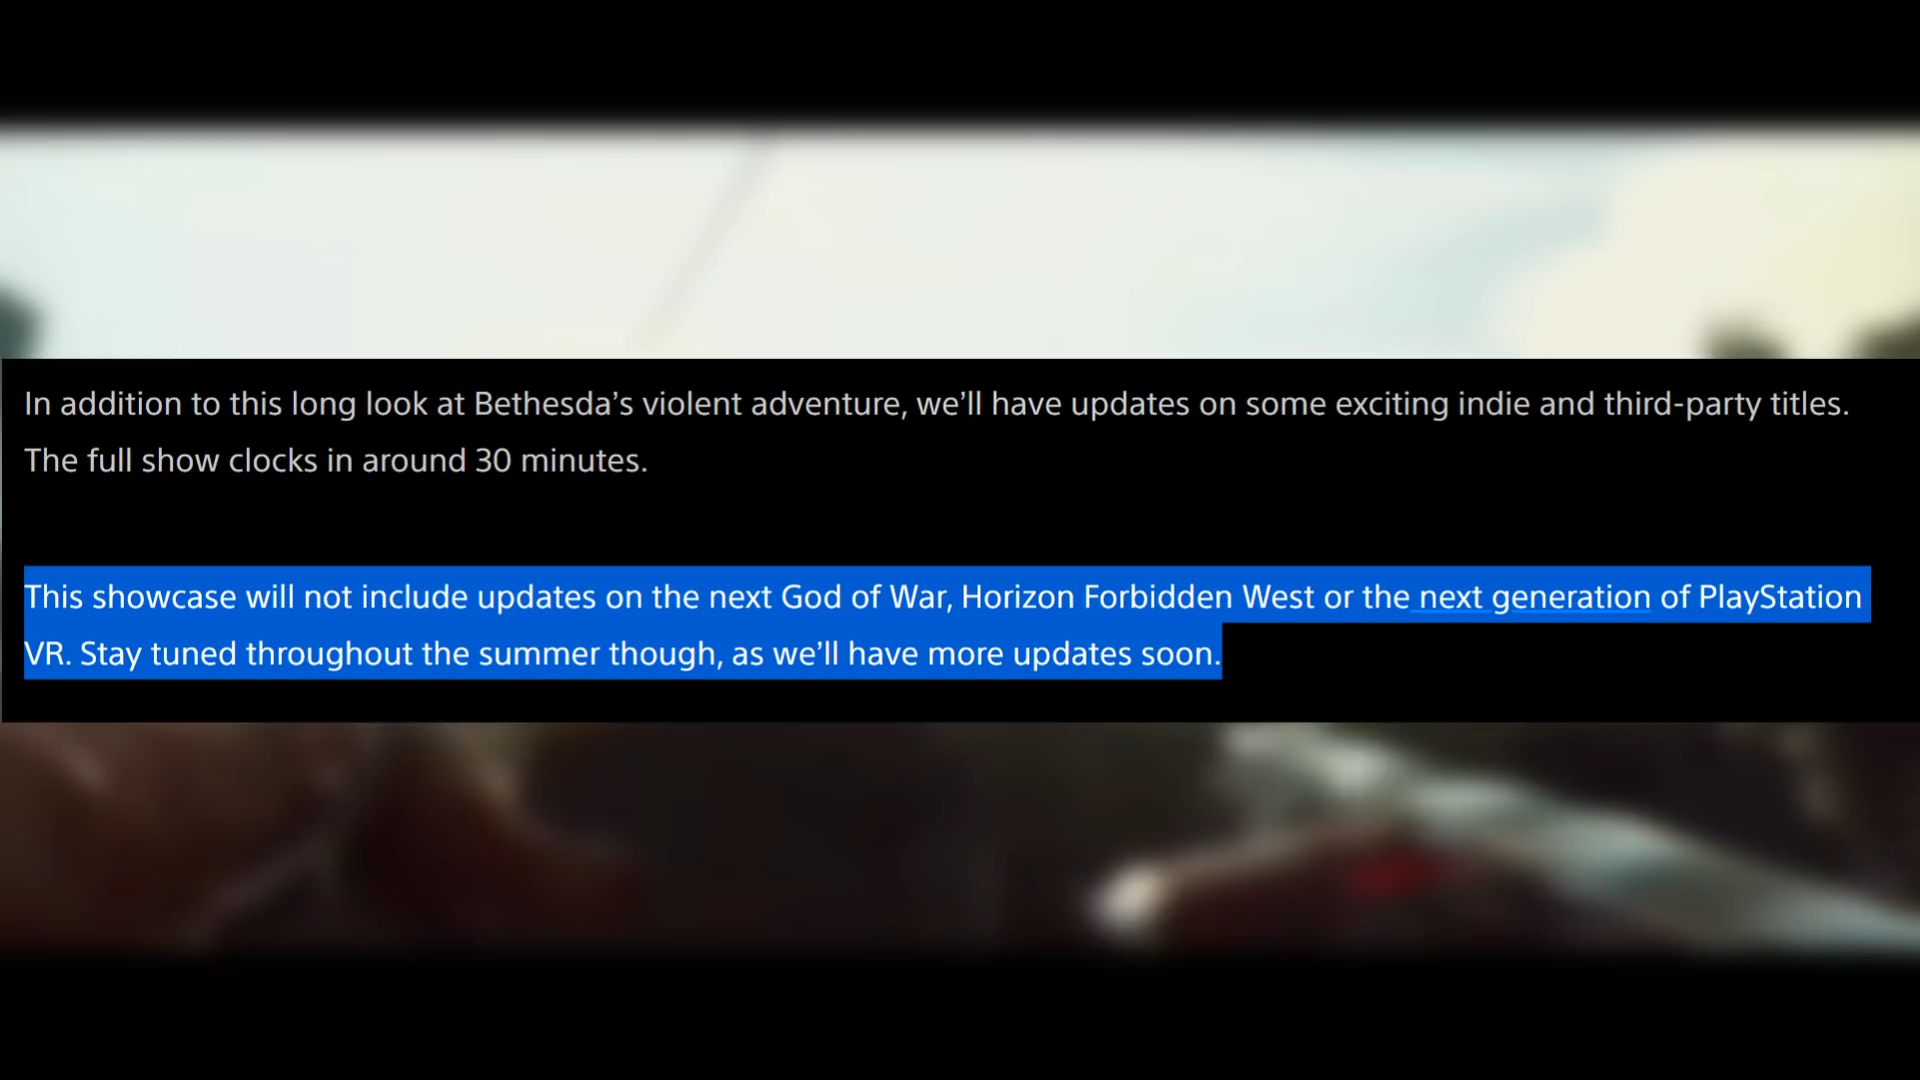 In addition to this long look at Bethesda’s violent adventure, we’ll have updates on some exciting indie and third-party titles.
The full show clocks in around 30 minutes.
This showcase will not include updates on the next God of War, Horizon Forbidden West or the next generation of PlayStation
VR. Stay tuned throughout the summer though, as we’ll have more updates soon.